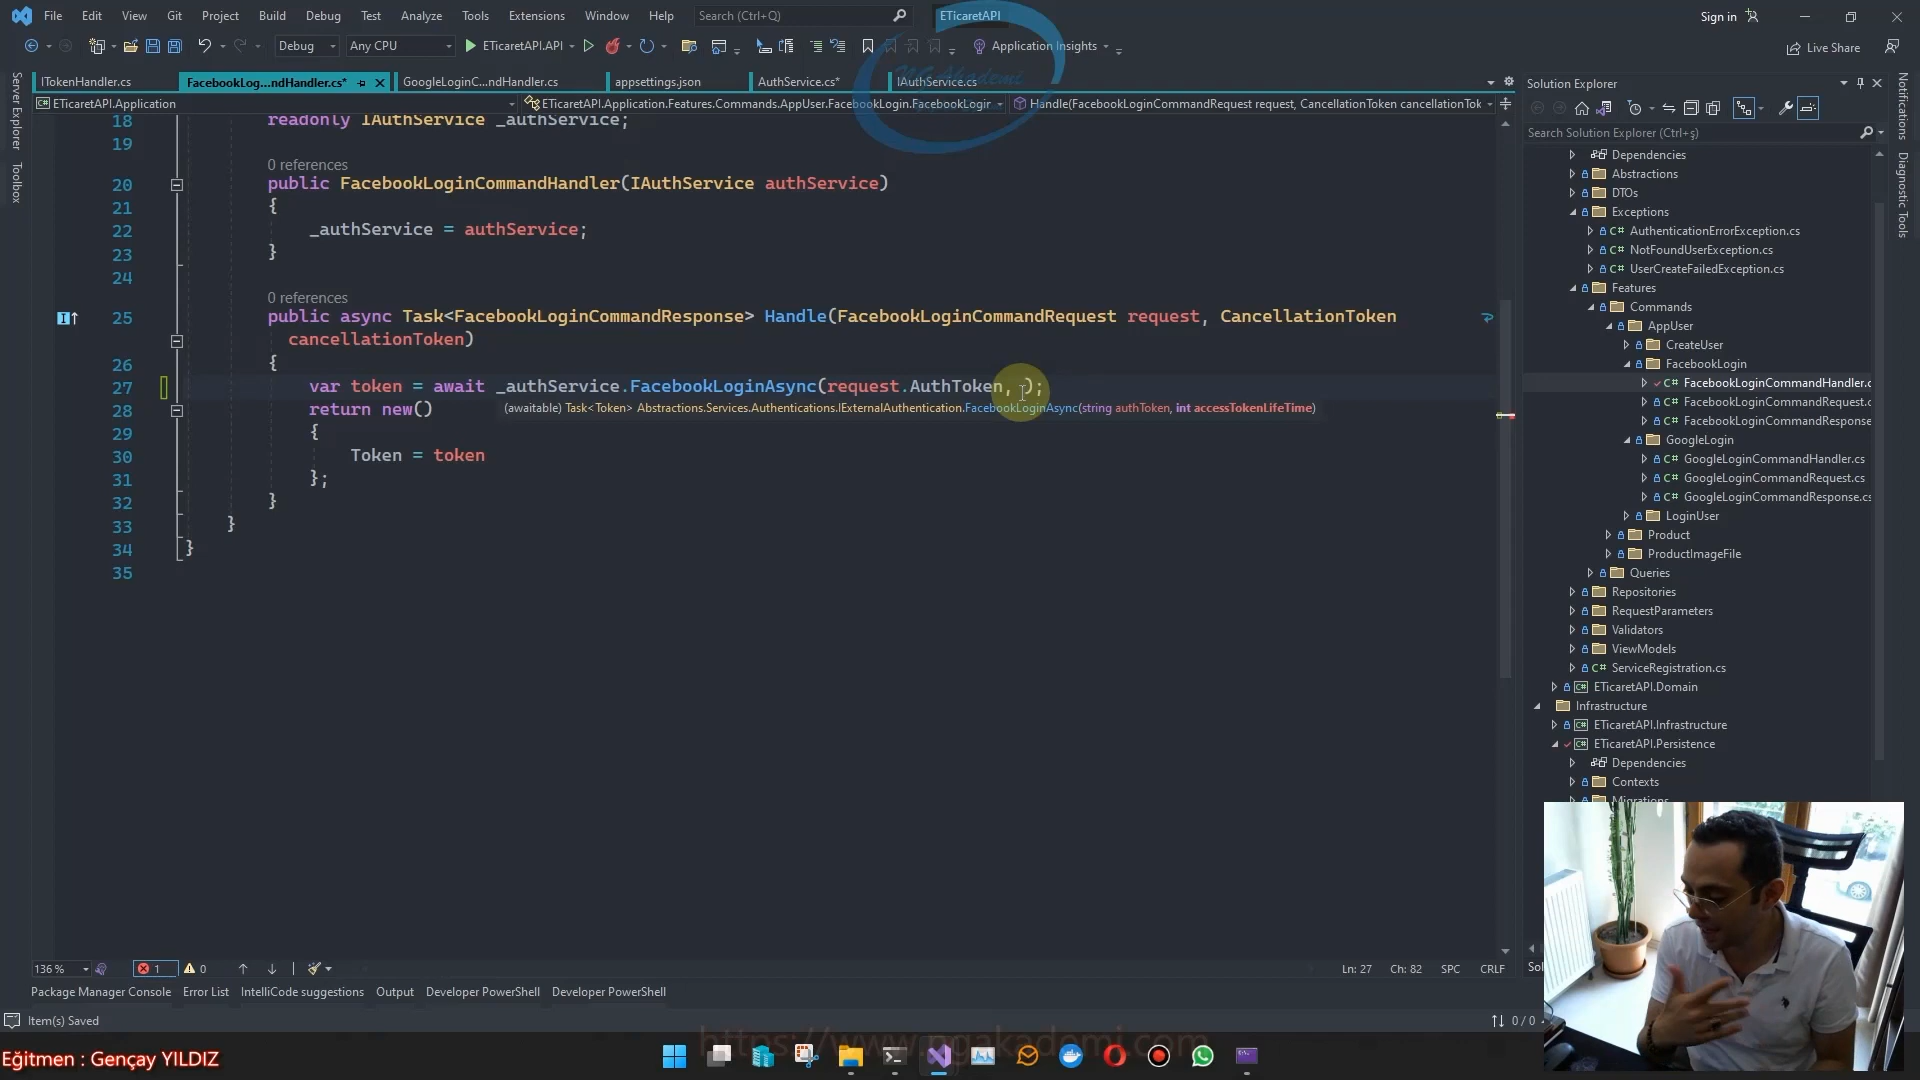 File Edit View Git Project Build Debug Test Analyze Tools Extensions Window Help Search (Ctrl+Q) ETicaretAPI Sign in
Debug Any CPU ETicaretAPI.API Application Insights Live Share
ITokenHandler.cs FacebookLog...ndHandler.cs* GoogleLoginC...ndHandler.cs appsettings.json AuthService.cs* IAuthService.cs
ETicaretAPI.Application ETicaretAPI.Application.Features.Commands.AppUser.FacebookLogin.FacebookLogir Handle(FacebookLoginCommandRequest request, CancellationToken cancellationTok
18 readonly IAuthService _authService;
19
0 references
20 public FacebookLoginCommandHandler(IAuthService authService)
21 {
22 _authService = authService;
23 }
24
0 references
25 public async Task<FacebookLoginCommandResponse> Handle(FacebookLoginCommandRequest request, CancellationToken
cancellationToken)
26 {
27 var token = await _authService.FacebookLoginAsync(request.AuthToken, );
(awaitable) Task<Token> Abstractions.Services.Authentications.IExternalAuthentication.FacebookLoginAsync(string authToken, int accessTokenLifeTime)
28 return new()
29 {
30 Token = token
31 };
32 }
33 }
34 }
35
Server Explorer
Toolbox
Solution Explorer
Search Solution Explorer (Ctrl+ş)
Dependencies
Abstractions
DTOs
Exceptions
C# AuthenticationErrorException.cs
C# NotFoundUserException.cs
C# UserCreateFailedException.cs
Features
Commands
AppUser
CreateUser
FacebookLogin
C# FacebookLoginCommandHandler.c
C# FacebookLoginCommandRequest.c
C# FacebookLoginCommandResponse
GoogleLogin
C# GoogleLoginCommandHandler.cs
C# GoogleLoginCommandRequest.cs
C# GoogleLoginCommandResponse.cs
LoginUser
Product
ProductImageFile
Queries
Repositories
RequestParameters
Validators
ViewModels
C# ServiceRegistration.cs
ETicaretAPI.Domain
Infrastructure
ETicaretAPI.Infrastructure
ETicaretAPI.Persistence
Dependencies
Contexts
Migrations
Notifications
Diagnostic Tools
136 % 1 0 Ln: 27 Ch: 82 SPC CRLF
Sol
Package Manager Console Error List IntelliCode suggestions Output Developer PowerShell Developer PowerShell
Item(s) Saved 0 / 0
Eğitmen : Gençay YILDIZ